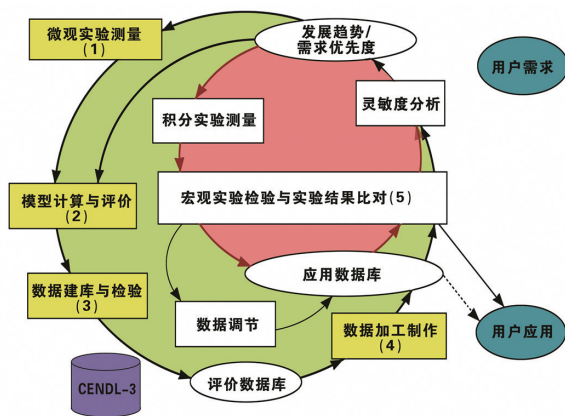 微观实验测量
(1)
发展趋势/
需求优先度
用户需求
积分实验测量
灵敏度分析
模型计算与评价
(2)
宏观实验检验与实验结果比对(5)
数据建库与检验
(3)
应用数据库
数据调节
数据加工制作
(4)
用户应用
CENDL-3
评价数据库